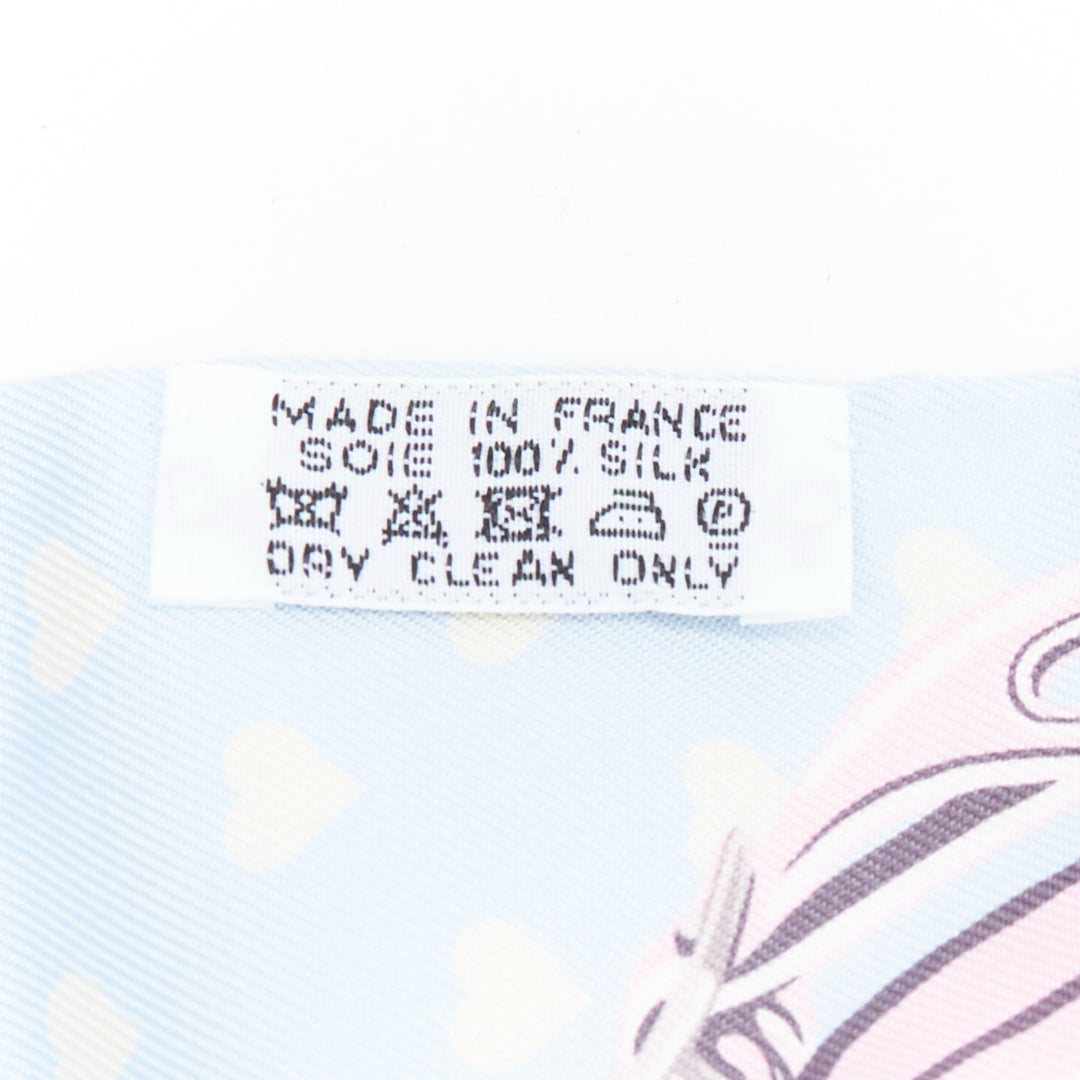 MADE IN FRANCE
SOIE 100% SILK
P
DRY CLEAN ONLY